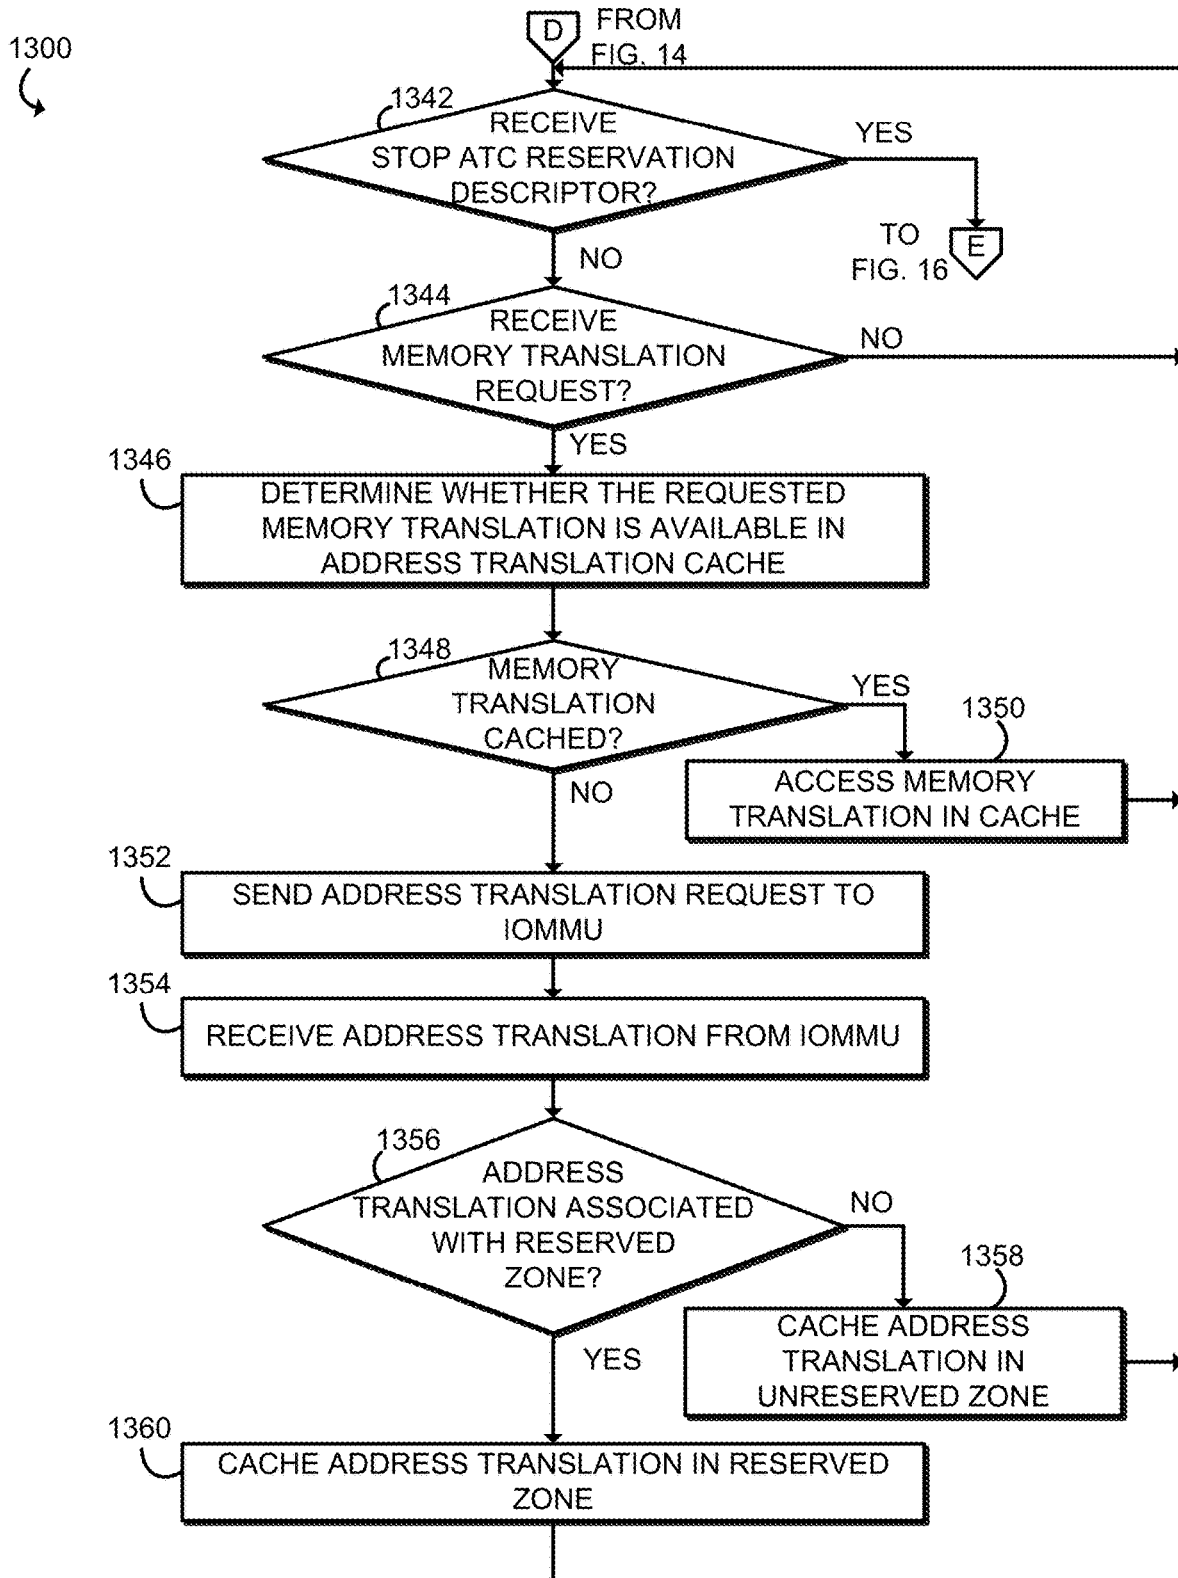 1300
D
FROM
FIG. 14
1342
RECEIVE
STOP ATC RESERVATION
DESCRIPTOR?
YES
TO
FIG. 16
E
NO
1344
RECEIVE
MEMORY TRANSLATION
REQUEST?
NO
YES
1346
DETERMINE WHETHER THE REQUESTED
MEMORY TRANSLATION IS AVAILABLE IN
ADDRESS TRANSLATION CACHE
1348
MEMORY
TRANSLATION
CACHED?
YES
1350
ACCESS MEMORY
TRANSLATION IN CACHE
NO
1352
SEND ADDRESS TRANSLATION REQUEST TO
IOMMU
1354
RECEIVE ADDRESS TRANSLATION FROM IOMMU
1356
ADDRESS
TRANSLATION ASSOCIATED
WITH RESERVED
ZONE?
NO
1358
CACHE ADDRESS
TRANSLATION IN
UNRESERVED ZONE
YES
1360
CACHE ADDRESS TRANSLATION IN RESERVED
ZONE